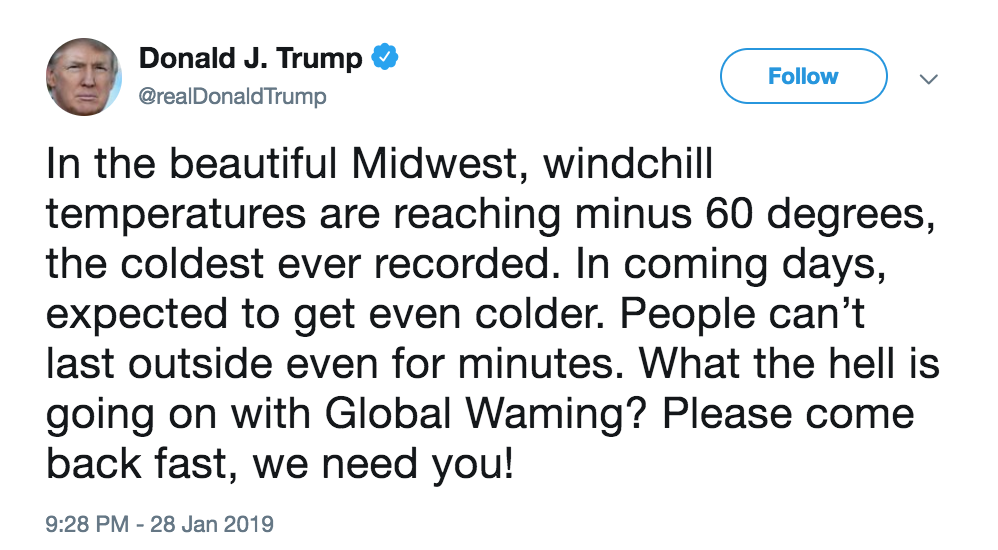 Donald J. Trump
@realDonaldTrump
Follow
In the beautiful Midwest, windchill
temperatures are reaching minus 60 degrees,
the coldest ever recorded. In coming days,
expected to get even colder. People can’t
last outside even for minutes. What the hell is
going on with Global Waming? Please come
back fast, we need you!
9:28 PM - 28 Jan 2019